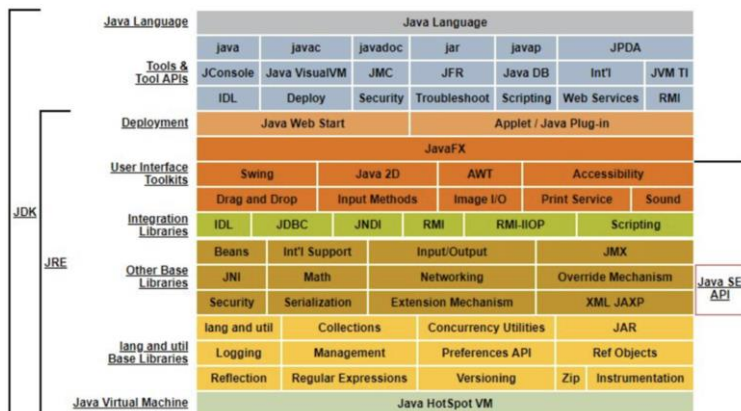 Java Language Java Language
java javac javadoc jar javap JPDA
Tools & Tool APIs JConsole Java VisualVM JMC JFR Java DB Int'l JVM TI
IDL Deploy Security Troubleshoot Scripting Web Services RMI
Deployment Java Web Start Applet / Java Plug-in
JavaFX
User Interface Toolkits Swing Java 2D AWT Accessibility
Drag and Drop Input Methods Image I/O Print Service Sound
JDK
Integration Libraries IDL JDBC JNDI RMI RMI-IIOP Scripting
JRE
Beans Int'l Support Input/Output JMX
Other Base Libraries JNI Math Networking Override Mechanism
Java SE API
Security Serialization Extension Mechanism XML JAXP
lang and util Collections Concurrency Utilities JAR
lang and util Base Libraries Logging Management Preferences API Ref Objects
Reflection Regular Expressions Versioning Zip Instrumentation
Java Virtual Machine Java HotSpot VM